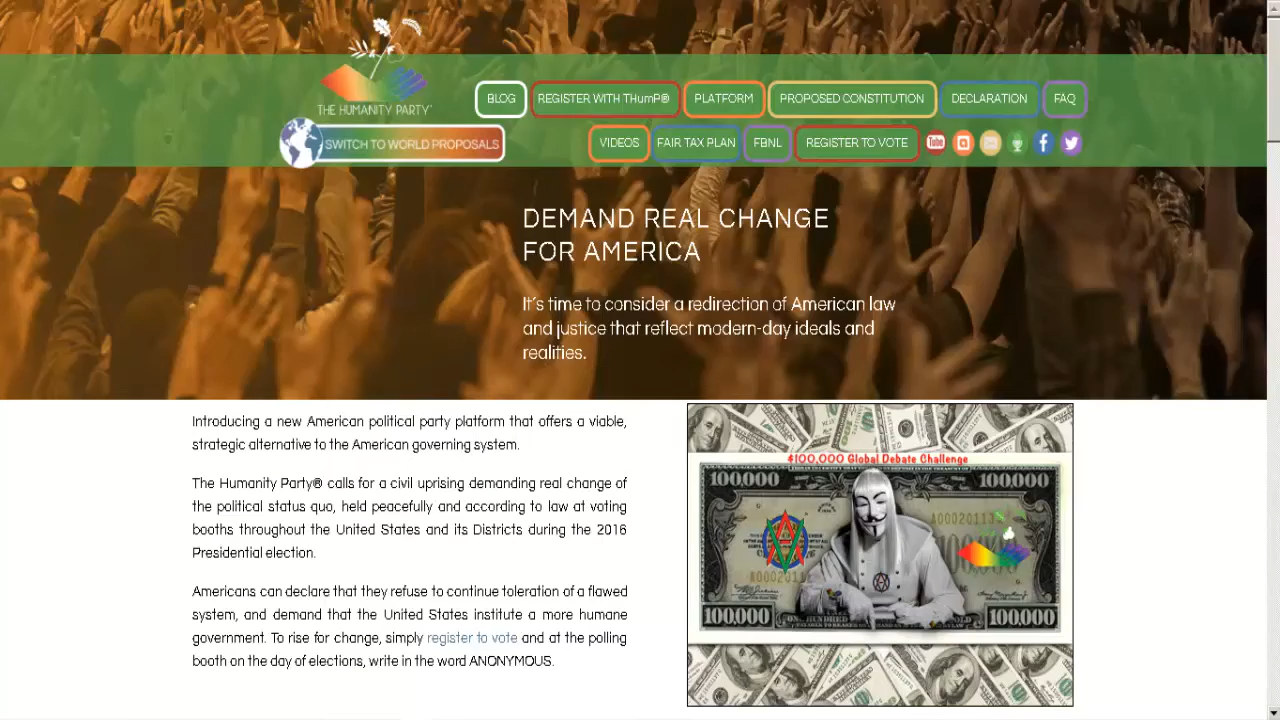 THE HUMANITY PARTY
BLOG
REGISTER WITH THumP®
PLATFORM
PROPOSED CONSTITUTION
DECLARATION
FAQ
SWITCH TO WORLD PROPOSALS
VIDEOS
FAIR TAX PLAN
FBNL
REGISTER TO VOTE
You
Tube
DEMAND REAL CHANGE
FOR AMERICA
It's time to consider a redirection of American law
and justice that reflect modern-day ideals and
realities.
Introducing a new American political party platform that offers a viable,
strategic alternative to the American governing system.
The Humanity Party® calls for a civil uprising demanding real change of
the political status quo, held peacefully and according to law at voting
booths throughout the United States and its Districts during the 2016
Presidential election.
Americans can declare that they refuse to continue toleration of a flawed
system, and demand that the United States institute a more humane
government. To rise for change, simply register to vote and at the polling
booth on the day of elections, write in the word ANONYMOUS.
$100,000 Global Debate Challenge
100,000
100,000
100,000
100,000